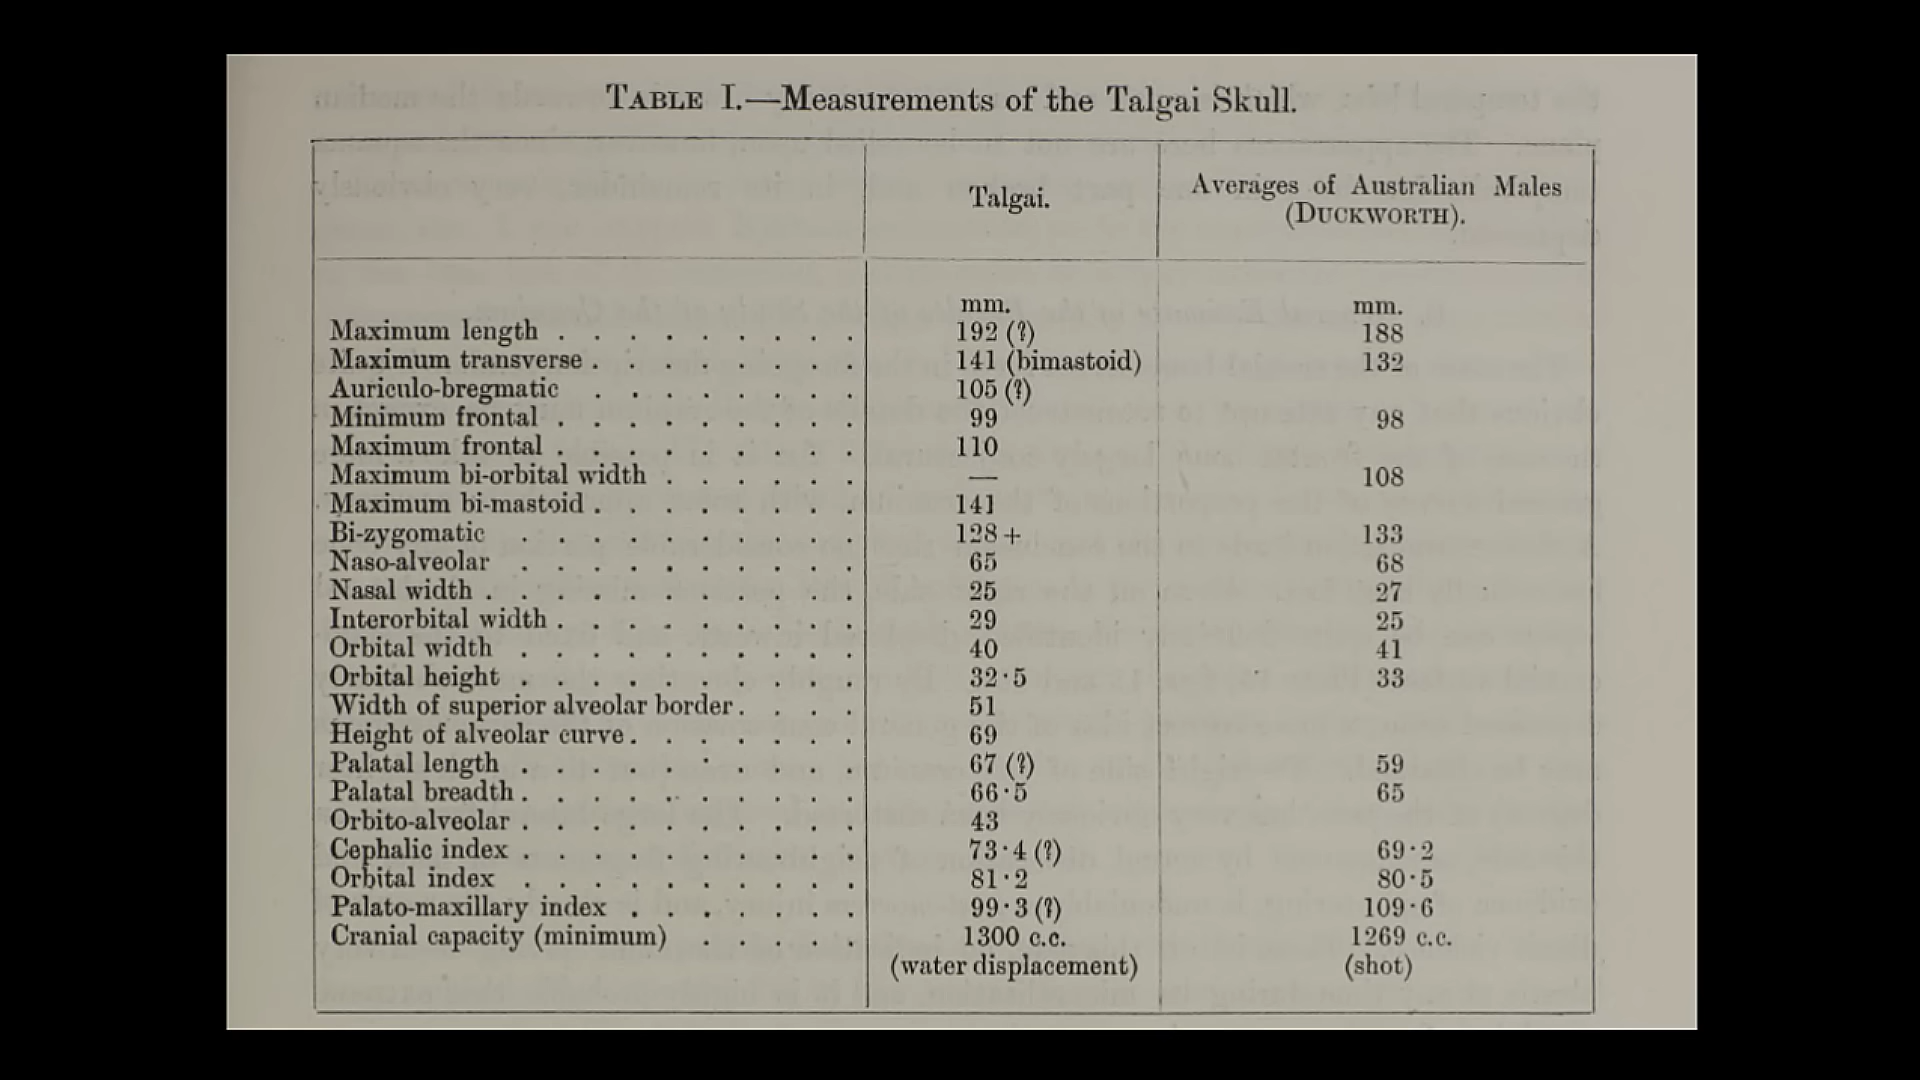 TABLE I.—Measurements of the Talgai Skull.
Talgai. Averages of Australian Males (DUCKWORTH).
mm. mm.
Maximum length . . . . . . . . . 192 (?) 188
Maximum transverse . . . . . . . . 141 (bimastoid) 132
Auriculo-bregmatic . . . . . . . . 105 (?)
Minimum frontal . . . . . . . . . 99 98
Maximum frontal . . . . . . . . . 110
Maximum bi-orbital width . . . . . . — 108
Maximum bi-mastoid . . . . . . . . 141
Bi-zygomatic . . . . . . . . . . 128+ 133
Naso-alveolar . . . . . . . . . . 65 68
Nasal width . . . . . . . . . . . 25 27
Interorbital width . . . . . . . . . 29 25
Orbital width . . . . . . . . . . 40 41
Orbital height . . . . . . . . . . 32·5 33
Width of superior alveolar border . . . . 51
Height of alveolar curve . . . . . . . 69
Palatal length . . . . . . . . . . 67 (?) 59
Palatal breadth . . . . . . . . . . 66·5 65
Orbito-alveolar . . . . . . . . . . 43
Cephalic index . . . . . . . . . . 73·4 (?) 69·2
Orbital index . . . . . . . . . . 81·2 80·5
Palato-maxillary index . . . . . . . 99·3 (?) 109·6
Cranial capacity (minimum) . . . . . 1300 c.c. 1269 c.c.
(water displacement) (shot)